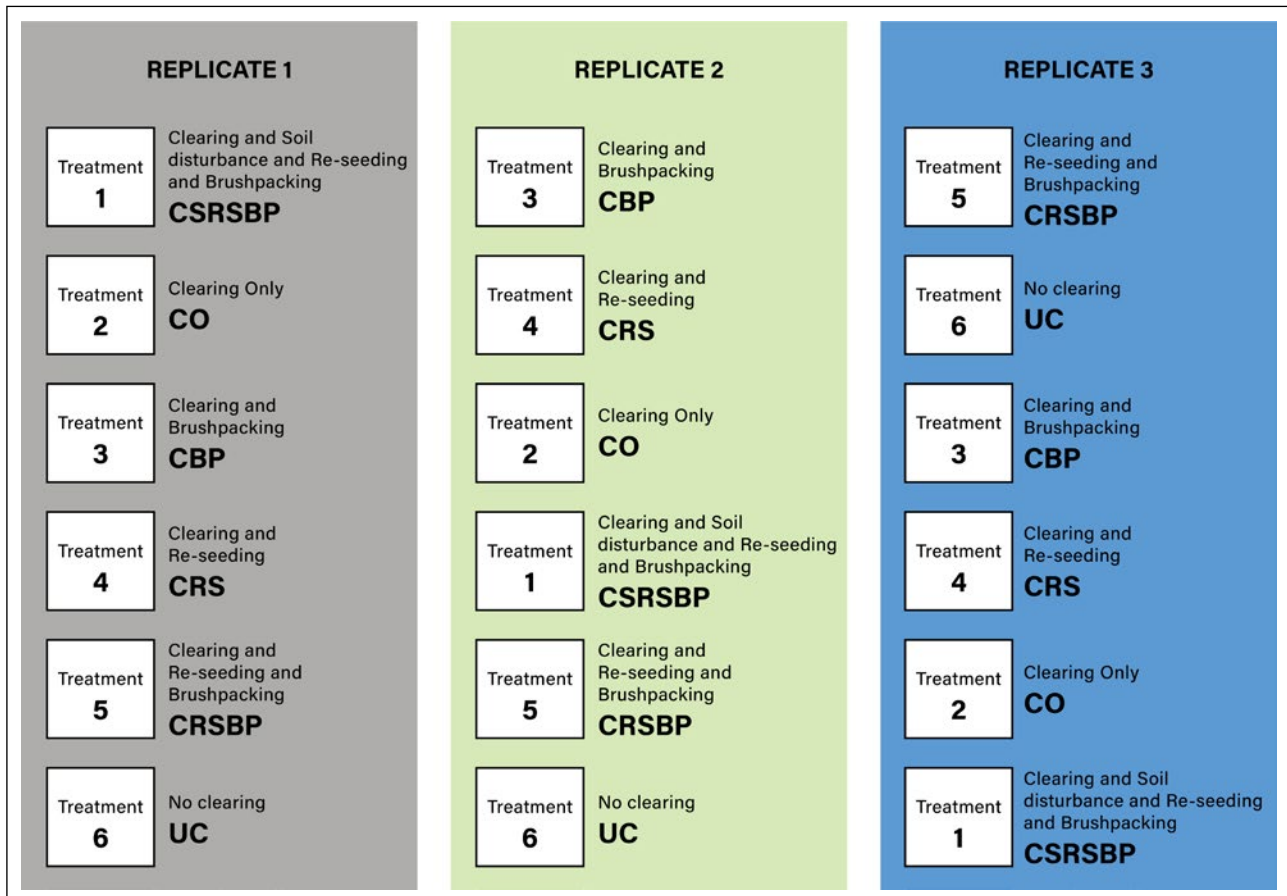 REPLICATE 1
Treatment
1
Clearing and Soil
disturbance and Re-seeding
and Brushpacking
CSRSBP
Treatment
2
Clearing Only
CO
Treatment
3
Clearing and
Brushpacking
CBP
Treatment
4
Clearing and
Re-seeding
CRS
Treatment
5
Clearing and
Re-seeding and
Brushpacking
CRSBP
Treatment
6
No clearing
UC
REPLICATE 2
Treatment
3
Clearing and
Brushpacking
CBP
Treatment
4
Clearing and
Re-seeding
CRS
Treatment
2
Clearing Only
CO
Treatment
1
Clearing and Soil
disturbance and Re-seeding
and Brushpacking
CSRSBP
Treatment
5
Clearing and
Re-seeding and
Brushpacking
CRSBP
Treatment
6
No clearing
UC
REPLICATE 3
Treatment
5
Clearing and
Re-seeding and
Brushpacking
CRSBP
Treatment
6
No clearing
UC
Treatment
3
Clearing and
Brushpacking
CBP
Treatment
4
Clearing and
Re-seeding
CRS
Treatment
2
Clearing Only
CO
Treatment
1
Clearing and Soil
disturbance and Re-seeding
and Brushpacking
CSRSBP